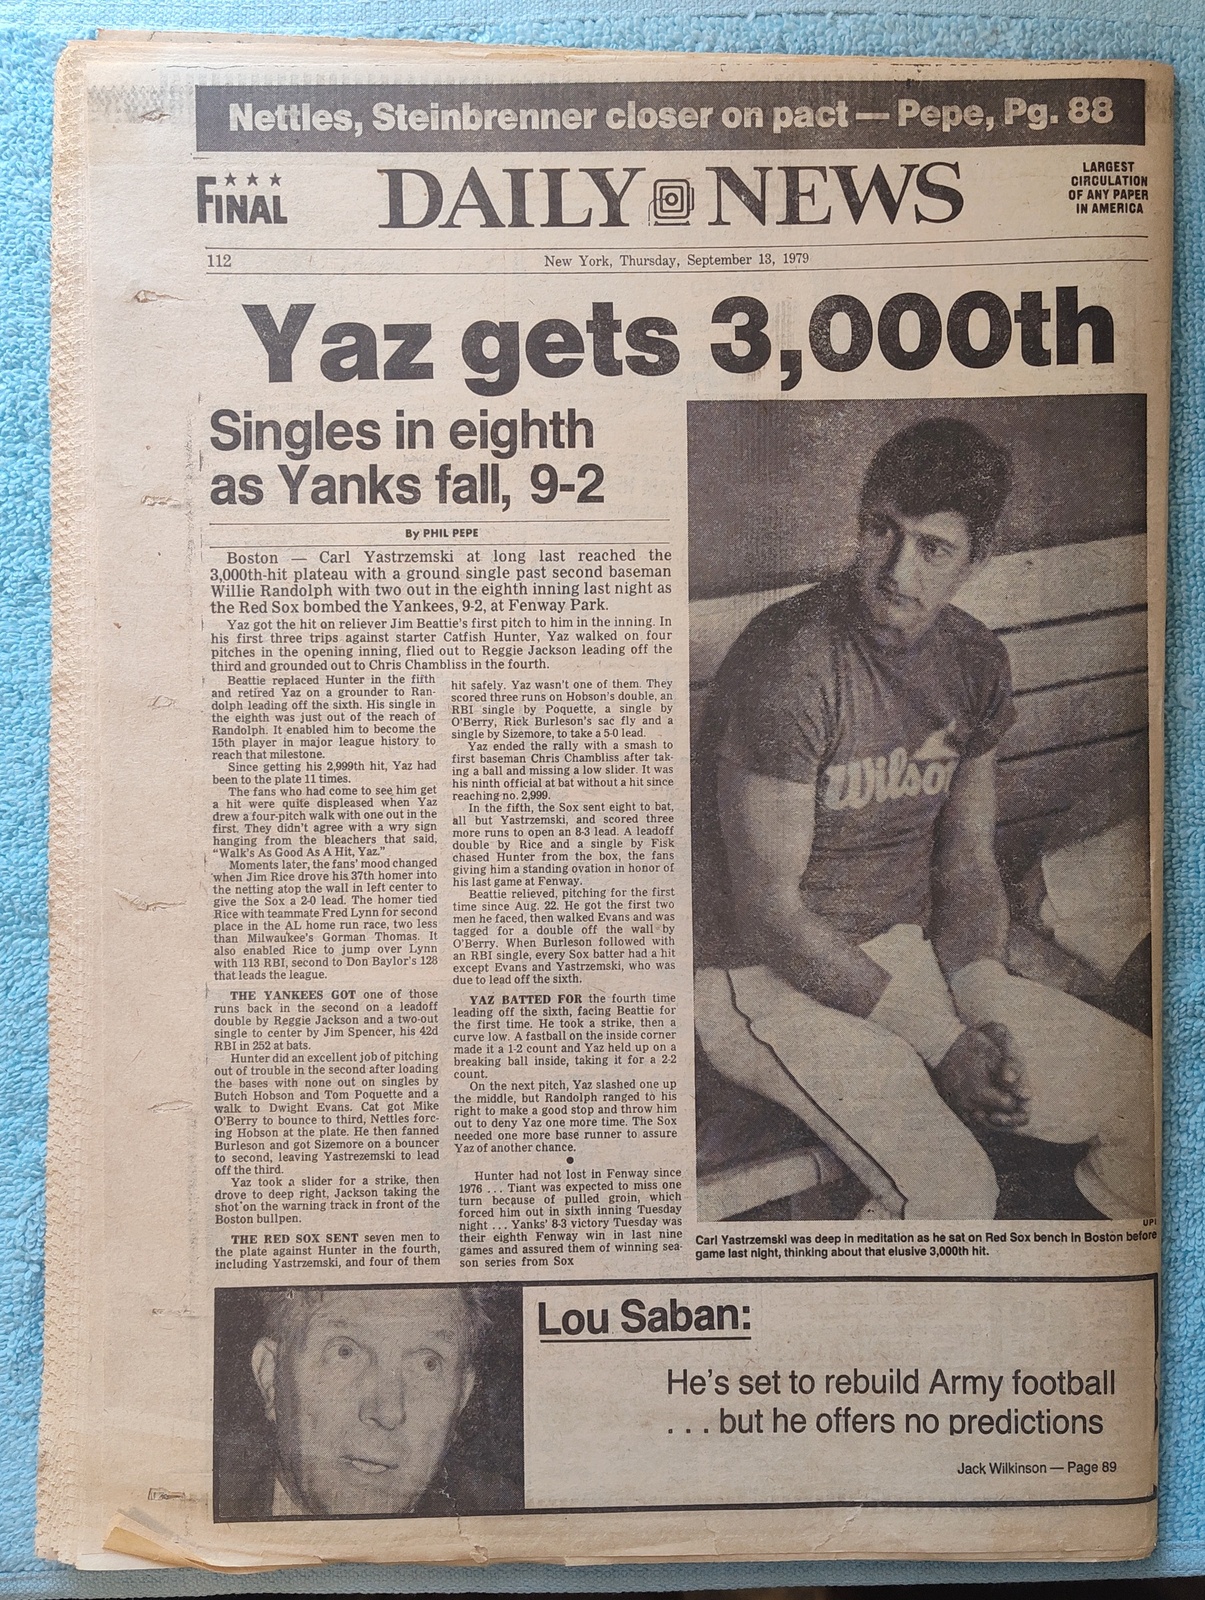 Nettles, Steinbrenner closer on pact — Pepe, Pg. 88
FINAL
DAILY NEWS
LARGEST
CIRCULATION
OF ANY PAPER
IN AMERICA
112
New York, Thursday, September 13, 1979
Yaz gets 3,000th
Singles in eighth
as Yanks fall, 9-2
By PHIL PEPE
Boston — Carl Yastrzemski at long last reached the
3,000th-hit plateau with a ground single past second baseman
Willie Randolph with two out in the eighth inning last night as
the Red Sox bombed the Yankees, 9-2, at Fenway Park.
Yaz got the hit on reliever Jim Beattie's first pitch to him in the inning. In
his first three trips against starter Catfish Hunter, Yaz walked on four
pitches in the opening inning, flied out to Reggie Jackson leading off the
third and grounded out to Chris Chambliss in the fourth.
Beattie replaced Hunter in the fifth
and retired Yaz on a grounder to Ran-
dolph leading off the sixth. His single in
the eighth was just out of the reach of
Randolph. It enabled him to become the
15th player in major league history to
reach that milestone.
Since getting his 2,999th hit, Yaz had
been to the plate 11 times.
The fans who had come to see him get
a hit were quite displeased when Yaz
drew a four-pitch walk with one out in the
first. They didn't agree with a wry sign
hanging from the bleachers that said,
"Walk's As Good As A Hit, Yaz."
Moments later, the fans' mood changed
when Jim Rice drove his 37th homer into
the netting atop the wall in left center to
give the Sox a 2-0 lead. The homer tied
Rice with teammate Fred Lynn for second
place in the AL home run race, two less
than Milwaukee's Gorman Thomas. It
also enabled Rice to jump over Lynn
with 113 RBI, second to Don Baylor's 128
that leads the league.
THE YANKEES GOT one of those
runs back in the second on a leadoff
double by Reggie Jackson and a two-out
single to center by Jim Spencer, his 42d
RBI in 252 at bats.
Hunter did an excellent job of pitching
out of trouble in the second after loading
the bases with none out on singles by
Butch Hobson and Tom Poquette and a
walk to Dwight Evans. Cat got Mike
O'Berry to bounce to third, Nettles forc-
ing Hobson at the plate. He then fanned
Burleson and got Sizemore on a bouncer
to second, leaving Yastrezemski to lead
off the third.
Yaz took a slider for a strike, then
drove to deep right, Jackson taking the
shot on the warning track in front of the
Boston bullpen.
THE RED SOX SENT seven men to
the plate against Hunter in the fourth,
including Yastrzemski, and four of them
hit safely. Yaz wasn't one of them. They
scored three runs on Hobson's double, an
RBI single by Poquette, a single by
O'Berry, Rick Burleson's sac fly and a
single by Sizemore, to take a 5-0 lead.
Yaz ended the rally with a smash to
first baseman Chris Chambliss after tak-
ing a ball and missing a low slider. It was
his ninth official at bat without a hit since
reaching no. 2,999.
In the fifth, the Sox sent eight to bat,
all but Yastrzemski, and scored three
more runs to open an 8-3 lead. A leadoff
double by Rice and a single by Fisk
chased Hunter from the box, the fans
giving him a standing ovation in honor of
his last game at Fenway.
Beattie relieved, pitching for the first
time since Aug. 22. He got the first two
men he faced, then walked Evans and was
tagged for a double off the wall by
O'Berry. When Burleson followed with
an RBI single, every Sox batter had a hit
except Evans and Yastrzemski, who was
due to lead off the sixth.
YAZ BATTED FOR the fourth time
leading off the sixth, facing Beattie for
the first time. He took a strike, then a
curve low. A fastball on the inside corner
made it a 1-2 count and Yaz held up on a
breaking ball inside, taking it for a 2-2
count.
On the next pitch, Yaz slashed one up
the middle, but Randolph ranged to his
right to make a good stop and throw him
out to deny Yaz one more time. The Sox
needed one more base runner to assure
Yaz of another chance.
Hunter had not lost in Fenway since
1976 ... Tiant was expected to miss one
turn because of pulled groin, which
forced him out in sixth inning Tuesday
night ... Yanks' 8-3 victory Tuesday was
their eighth Fenway win in last nine
games and assured them of winning sea-
son series from Sox
Wilson
UPI
Carl Yastrzemski was deep in meditation as he sat on Red Sox bench in Boston before
game last night, thinking about that elusive 3,000th hit.
Lou Saban:
He's set to rebuild Army football
. . . but he offers no predictions
Jack Wilkinson — Page 89